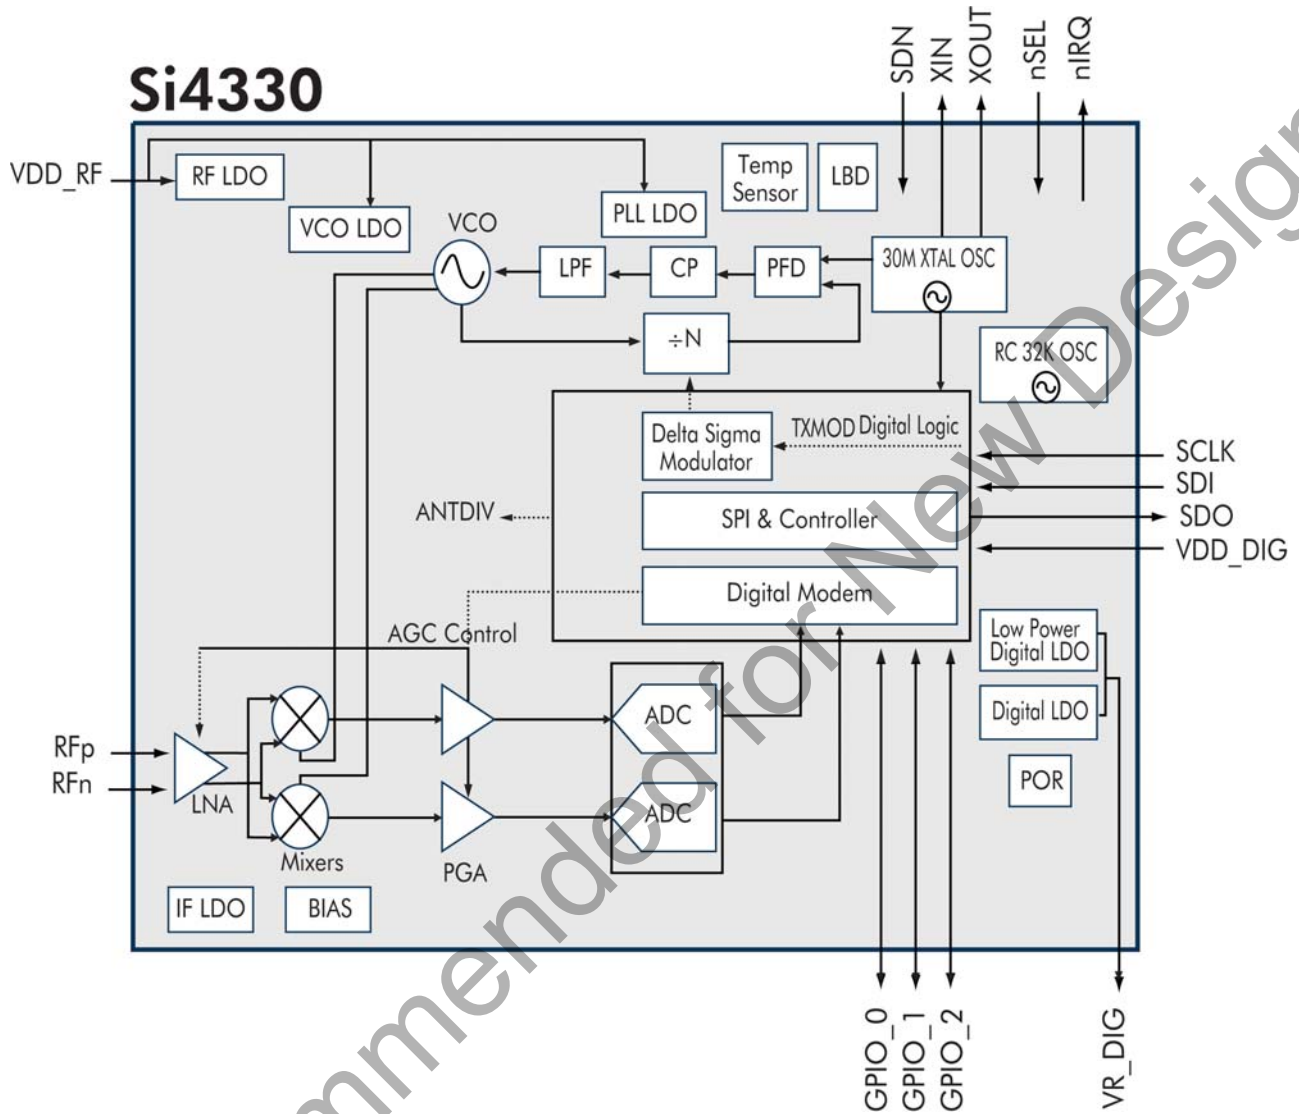 SDN
XIN
XOUT
nSEL
nIRQ
Si4330
VDD_RF
RF LDO
Temp
Sensor
LBD
VCO LDO
VCO
PLL LDO
LPF
CP
PFD
30M XTAL OSC
÷N
RC 32K OSC
Delta Sigma
Modulator
TXMOD Digital Logic
SCLK
SDI
ANTDIV
SPI & Controller
SDO
VDD_DIG
Digital Modem
AGC Control
Low Power
Digital LDO
ADC
Digital LDO
RFp
RFn
LNA
POR
ADC
Mixers
PGA
IF LDO
BIAS
GPIO_0
GPIO_1
GPIO_2
VR_DIG
mmended for New Design